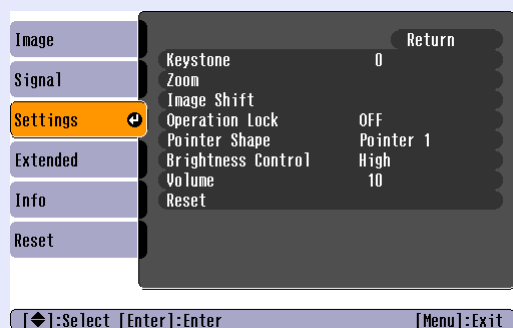 Image
Signal
Settings
Extended
Info
Reset
Return
Keystone 0
Zoom
Image Shift
Operation Lock OFF
Pointer Shape Pointer 1
Brightness Control High
Volume 10
Reset
[◆]:Select [Enter]:Enter [Menu]:Exit